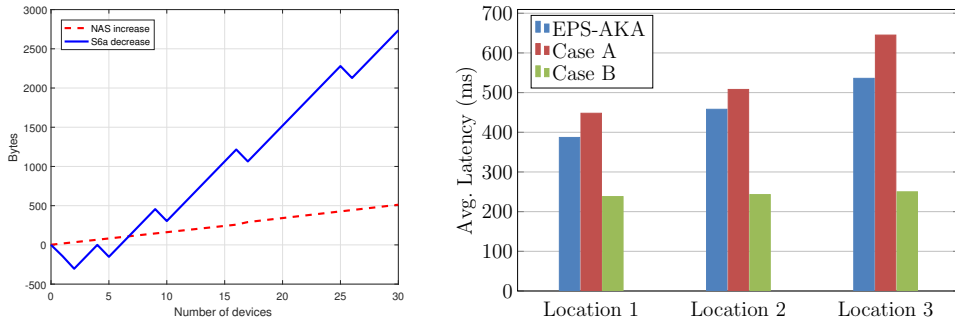 3000
2500
2000
1500
1000
500
0
-500
0 5 10 15 20 25 30
Bytes
Number of devices
NAS increase
S6a decrease
700
600
500
400
300
200
100
0
Avg. Latency (ms)
EPS-AKA
Case A
Case B
Location 1 Location 2 Location 3